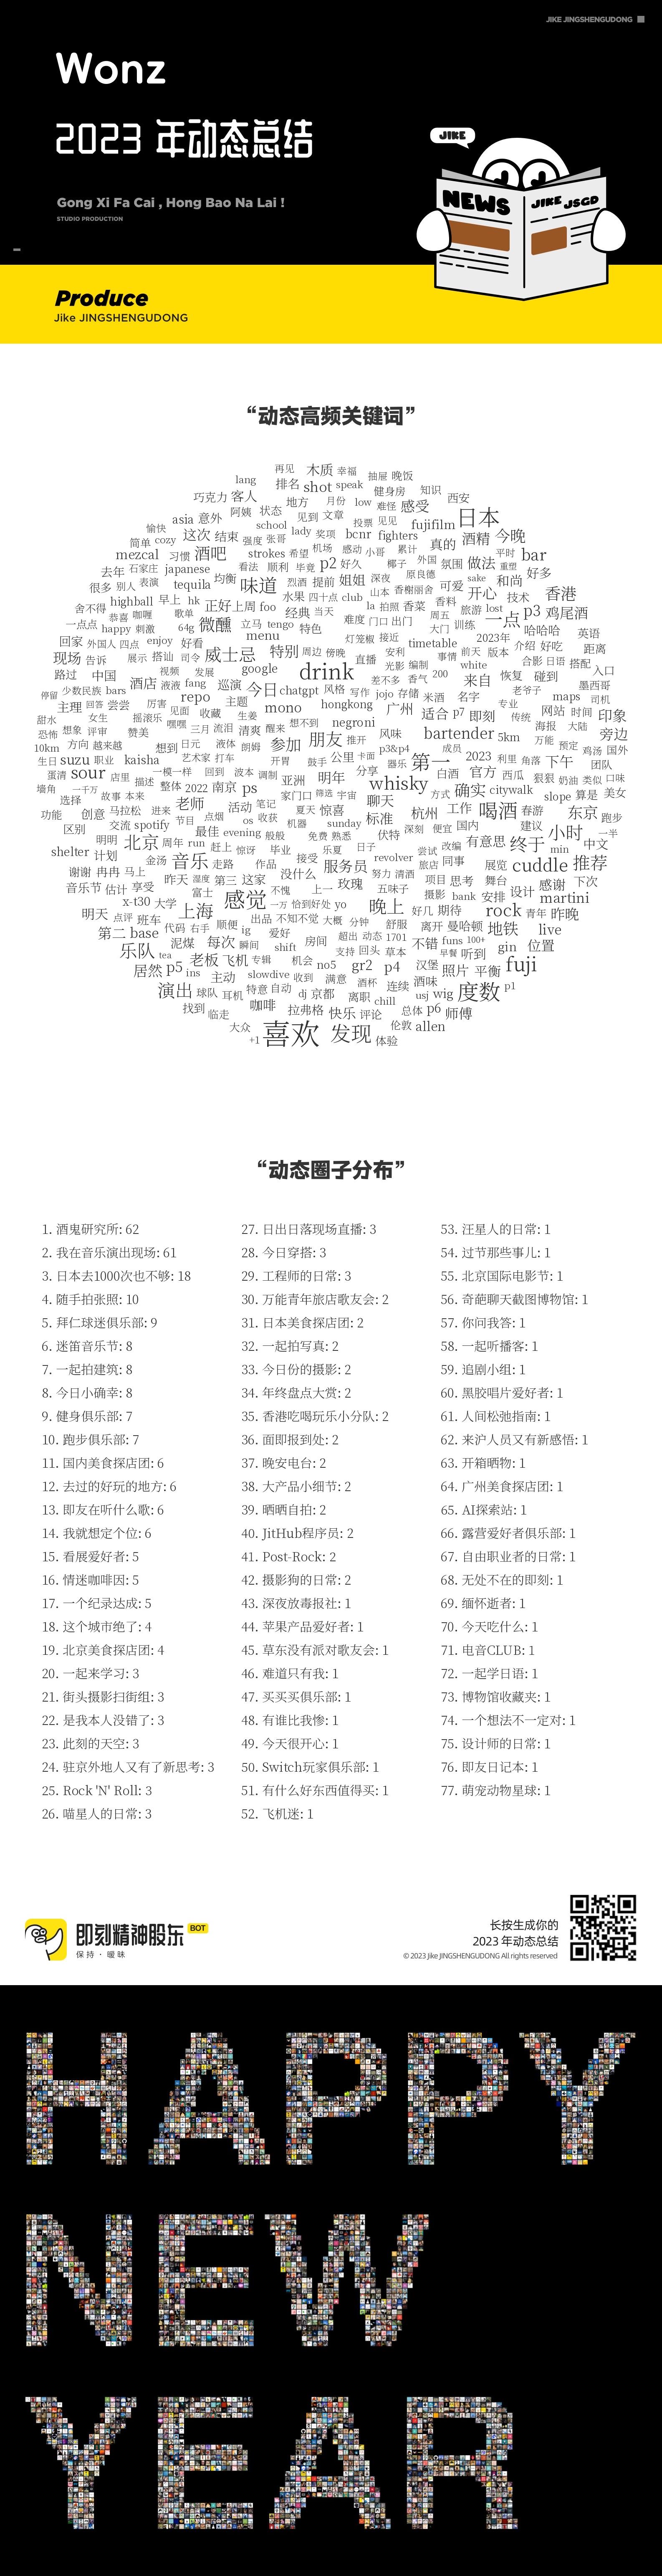 JIKE JINGSHENGUDONG
Wonz
2023 年动态总结
JIKE
NEWS
JIKE JSGD
Gong Xi Fa Cai , Hong Bao Na Lai !
STUDIO PRODUCTION
Produce
Jike JINGSHENGUDONG
“动态高频关键词”
再见 木质 幸福 抽屉 晚饭
lang 排名 shot speak 健身房 知识
巧克力 客人 地方 月份 low 难怪 感受 西安
asia 意外 阿姨 状态 见到 文章 日本
愉快 school 投票 见见 fujifilm
简单 cozy 这次 结束 强度 张哥 lady 奖项 bcnr fighters 真的 酒精 今晚
mezcal 习惯 酒吧 strokes 希望 机场 感动 小哥 累计 平时 bar
去年 石家庄 japanese 看法 顺利 毕竟 p2 好久 椰子 外国 氛围 做法 重塑
很多 别人 表演 tequila 均衡 味道 烈酒 提前 姐姐 深夜 原良德 可爱 sake 和尚 好多
山本 香榭丽舍 开心 技术 香港
舍不得 highball 早上 hk 正好 上周 foo 水果 四十点 club
la 拍照 香菜 香料 旅游 lost 一点 p3 鸡尾酒
恭喜 咖喱 歌单 经典 当天
一点点 happy 刺激 64g 微醺 立马 tengo 特色 难度 门口 出门 周五 大门 训练 哈哈哈 英语
menu 灯笼椒 接近 timetable 2023年 介绍 好吃 距离
回家 外国人 四点 enjoy 好看 威士忌 特别 周边 傍晚 安利 事情 前天 版本
现场 告诉 展示 搭讪 司令 google 直播 光影 编制 white 合影 日语 搭配 入口
路过 中国 视频 发展 drink 差不多 香气 200 来自 恢复 碰到
停留 少数民族 bars 酒店 液液 fang 巡演 今日 chatgpt 风格 写作 jojo 存储 米酒 名字 老爷子 墨西哥
主理 尝尝 厉害 repo 主题 mono hongkong 广州 专业 maps 司机
甜水 女生 摇滚乐 见面 收藏 生姜 想不到 negroni 适合 p7 即刻 传统 网站 时间 印象
恐怖 想象 评审 赞美 嘿嘿 三月 流泪 清爽 醒来 风味 bartender 5km 海报 大陆 旁边
10km 方向 越来越 想到 日元 液体 朗姆 参加 朋友 推开 p3&p4 成员 万能 预定 鸡汤 国外
生日 suzu 职业 kaisha 艺术家 打车 开胃 鼓手 公里 卡面 器乐 第一 2023 利里 角落 下午 团队
蛋清 sour 店里 一模一样 回到 波本 调制 亚洲 明年 分享 白酒 官方 西瓜 狠狠 奶油 类似 口味
墙角 一千万 描述 整体 2022 南京 ps 家门口 筛选 宇宙 whisky 方式 确实 citywalk slope 算是 美女
选择 故事 本来 老师 活动 笔记 惊喜 聊天
功能 创意 进来 点烟 夏天 标准 杭州 工作 喝酒 春游 东京 跑步
区别 交流 spotify 节目 os 收获 机器 sunday 深刻 便宜 国内 建议 小时 一半
明明 北京 最佳 evening 般般 免费 熟悉 伏特 有意思 终于 min 中文
shelter 计划 周年 run 赶上 惊讶 毕业 乐夏 日子 尝试 改编
金汤 音乐 走路 作品 接受 服务员 revolver 旅店 同事 展览 cuddle 推荐
谢谢 冉冉 马上 昨天 湿度 第三 这家 没什么 努力 清酒 项目 思考 舞台 感谢 下次
音乐节 估计 享受 富士 感觉 不愧 上一 玫瑰 五味子 摄影 bank 安排 设计 martini
x-t30 大学 上海 一万 恰到好处 yo 晚上 好几 期待 rock 青年 昨晚
明天 点评 班车 代码 右手 顺便 ig 出品 不知不觉 大概 分钟 舒服 离开 曼哈顿 地铁 live
第二 base 泥煤 每次 瞬间 爱好 shift 房间 超出 动态 1701 不错 funs 100+ gin 位置
乐队 tea 老板 飞机 专辑 机会 支持 回头 草本 早餐 听到
居然 p5 ins 主动 slowdive 收到 no5 gr2 p4 汉堡 照片 平衡 fuji
演出 球队 耳机 特意 自动 dj 京都 满意 酒杯 离职 连续 酒味 usj wig 度数 p1
找到 临走 咖啡 拉弗格 快乐 评论 chill 总体 p6 师傅
大众 喜欢 发现 伦敦 allen
+1 体验
“动态圈子分布”
1. 酒鬼研究所: 62
2. 我在音乐演出现场: 61
3. 日本去1000次也不够: 18
4. 随手拍张照: 10
5. 拜仁球迷俱乐部: 9
6. 迷笛音乐节: 8
7. 一起拍建筑: 8
8. 今日小确幸: 8
9. 健身俱乐部: 7
10. 跑步俱乐部: 7
11. 国内美食探店团: 6
12. 去过的好玩的地方: 6
13. 即友在听什么歌: 6
14. 我就想定个位: 6
15. 看展爱好者: 5
16. 情迷咖啡因: 5
17. 一个纪录达成: 5
18. 这个城市绝了: 4
19. 北京美食探店团: 4
20. 一起来学习: 3
21. 街头摄影扫街组: 3
22. 是我本人没错了: 3
23. 此刻的天空: 3
24. 驻京外地人又有了新思考: 3
25. Rock 'N' Roll: 3
26. 喵星人的日常: 3
27. 日出日落现场直播: 3
28. 今日穿搭: 3
29. 工程师的日常: 3
30. 万能青年旅店歌友会: 2
31. 日本美食探店团: 2
32. 一起拍写真: 2
33. 今日份的摄影: 2
34. 年终盘点大赏: 2
35. 香港吃喝玩乐小分队: 2
36. 面即报到处: 2
37. 晚安电台: 2
38. 大产品小细节: 2
39. 晒晒自拍: 2
40. JitHub程序员: 2
41. Post-Rock: 2
42. 摄影狗的日常: 2
43. 深夜放毒报社: 1
44. 苹果产品爱好者: 1
45. 草东没有派对歌友会: 1
46. 难道只有我: 1
47. 买买买俱乐部: 1
48. 有谁比我惨: 1
49. 今天很开心: 1
50. Switch玩家俱乐部: 1
51. 有什么好东西值得买: 1
52. 飞机迷: 1
53. 汪星人的日常: 1
54. 过节那些事儿: 1
55. 北京国际电影节: 1
56. 奇葩聊天截图博物馆: 1
57. 你问我答: 1
58. 一起听播客: 1
59. 追剧小组: 1
60. 黑胶唱片爱好者: 1
61. 人间松弛指南: 1
62. 来沪人员又有新感悟: 1
63. 开箱晒物: 1
64. 广州美食探店团: 1
65. AI探索站: 1
66. 露营爱好者俱乐部: 1
67. 自由职业者的日常: 1
68. 无处不在的即刻: 1
69. 缅怀逝者: 1
70. 今天吃什么: 1
71. 电音CLUB: 1
72. 一起学日语: 1
73. 博物馆收藏夹: 1
74. 一个想法不一定对: 1
75. 设计师的日常: 1
76. 即友日记本: 1
77. 萌宠动物星球: 1
即刻精神股东 BOT
保持·暧昧
长按生成你的
2023 年动态总结
© 2023 Jike JINGSHENGUDONG All rights reserved
HAPPY
NEW
YEAR